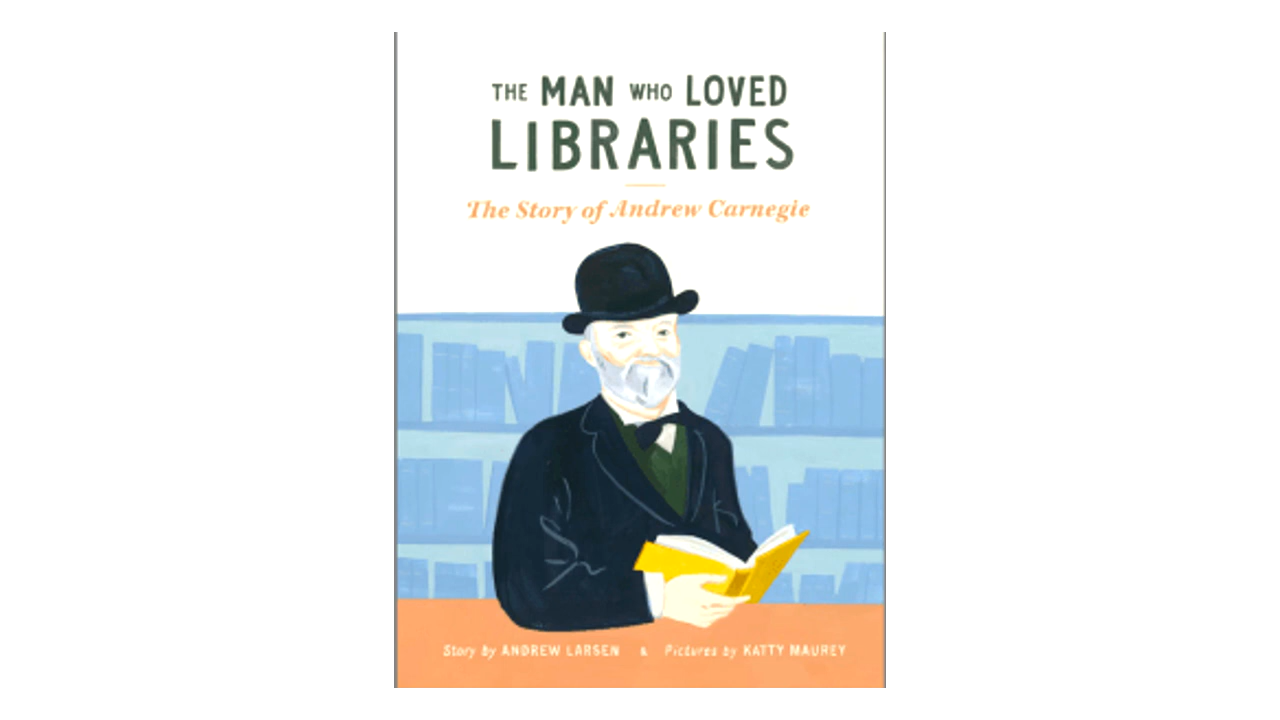 THE MAN WHO LOVED
LIBRARIES
The Story of Andrew Carnegie
Story by ANDREW LARSEN & Pictures by KATTY MAUREY